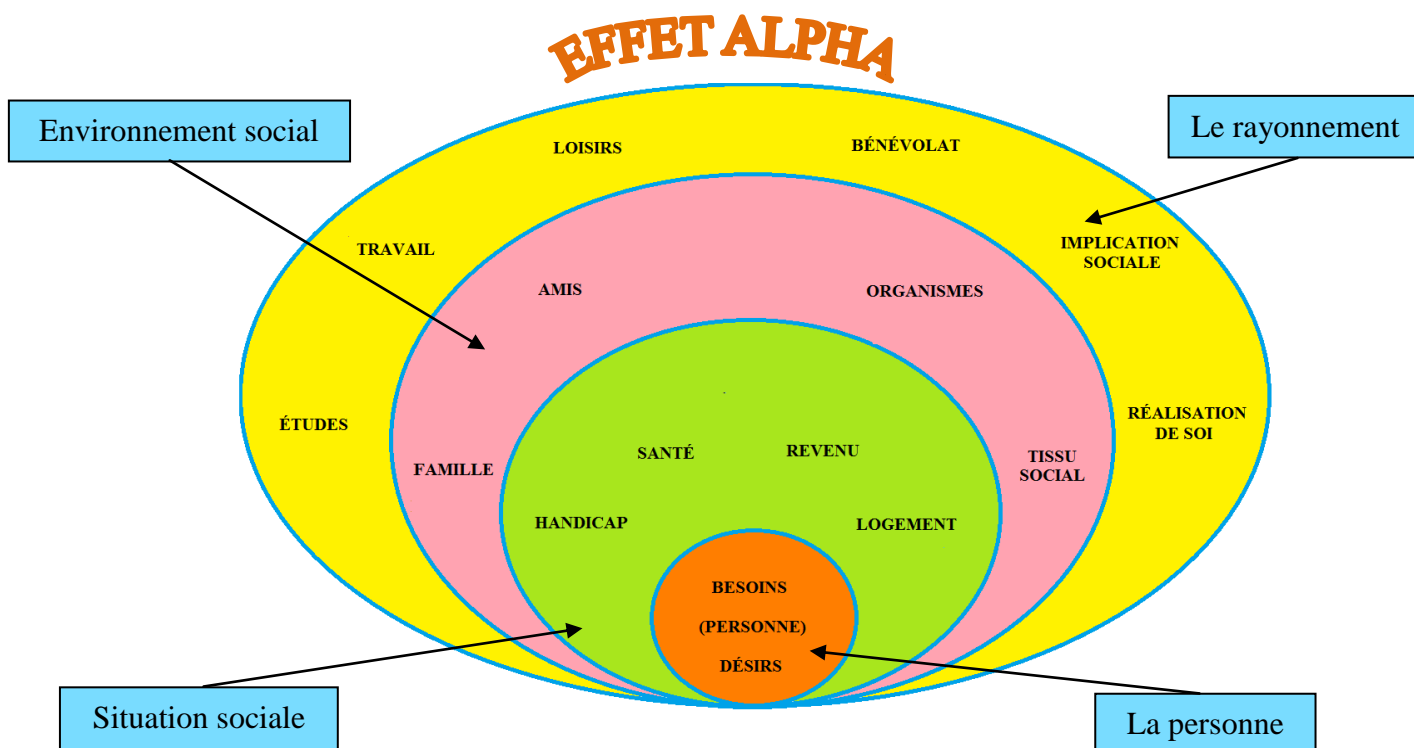 EFFET ALPHA
Environnement social
Le rayonnement
LOISIRS
BÉNÉVOLAT
TRAVAIL
IMPLICATION
SOCIALE
AMIS
ORGANISMES
ÉTUDES
RÉALISATION
DE SOI
FAMILLE
SANTÉ
REVENU
TISSU
SOCIAL
HANDICAP
LOGEMENT
BESOINS
(PERSONNE)
DÉSIRS
Situation sociale
La personne